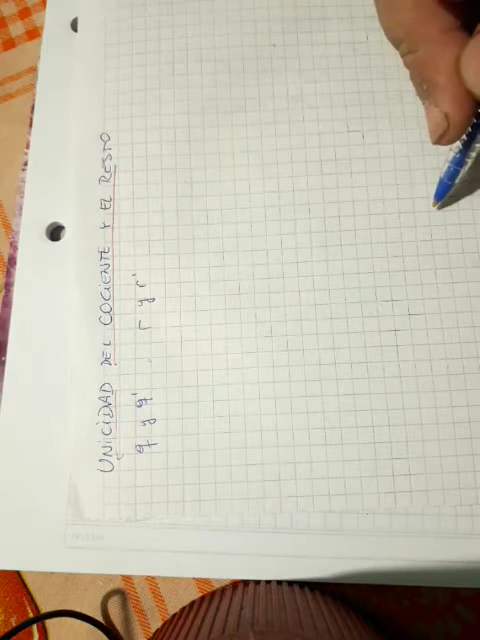 UNICIDAD DEL COCIENTE Y EL RESTO
q y q' . r y r'